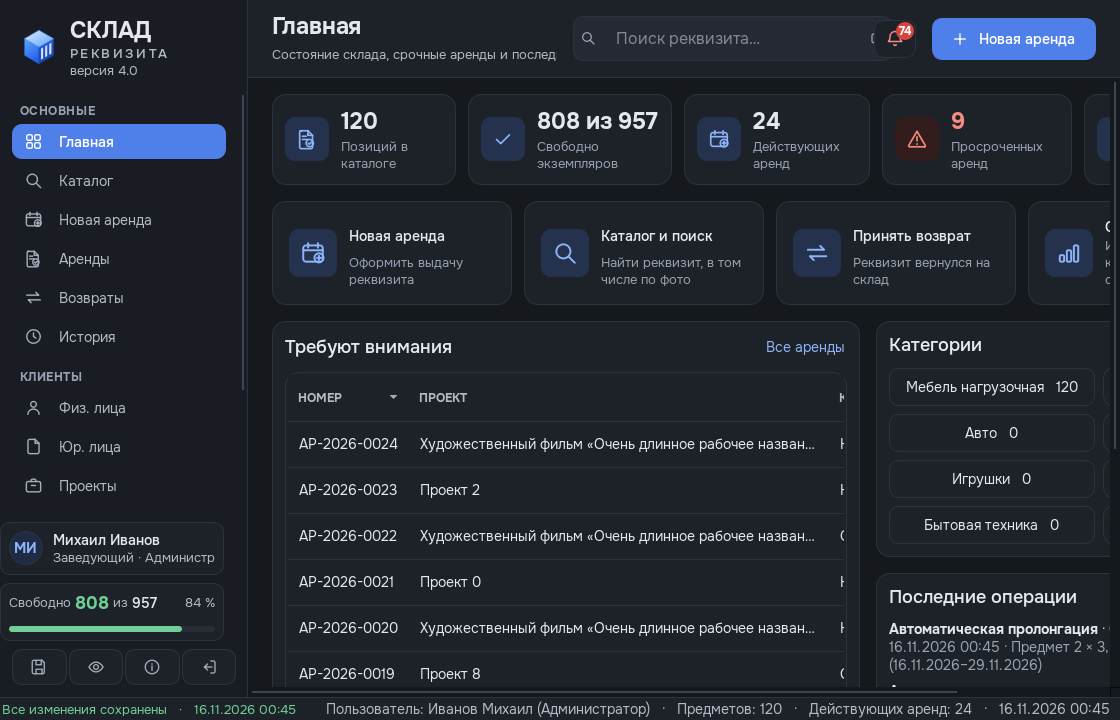 СКЛАД
РЕКВИЗИТА
версия 4.0
ОСНОВНЫЕ
Главная
Каталог
Новая аренда
Аренды
Возвраты
История
КЛИЕНТЫ
Физ. лица
Юр. лица
Проекты
МИ
Михаил Иванов
Заведующий · Администр
Свободно 808 из 957 84 %
Главная
Состояние склада, срочные аренды и последн
Поиск реквизита...
74
Новая аренда
120
Позиций в
каталоге
808 из 957
Свободно
экземпляров
24
Действующих
аренд
9
Просроченных
аренд
Новая аренда
Оформить выдачу
реквизита
Каталог и поиск
Найти реквизит, в том
числе по фото
Принять возврат
Реквизит вернулся на
склад
Требуют внимания
Все аренды
НОМЕР ПРОЕКТ
АР-2026-0024 Художественный фильм «Очень длинное рабочее назван...
АР-2026-0023 Проект 2
АР-2026-0022 Художественный фильм «Очень длинное рабочее назван...
АР-2026-0021 Проект 0
АР-2026-0020 Художественный фильм «Очень длинное рабочее назван...
АР-2026-0019 Проект 8
Категории
Мебель нагрузочная 120
Авто 0
Игрушки 0
Бытовая техника 0
Последние операции
Автоматическая пролонгация ·
16.11.2026 00:45 · Предмет 2 × 3,
(16.11.2026–29.11.2026)
Все изменения сохранены · 16.11.2026 00:45
Пользователь: Иванов Михаил (Администратор) · Предметов: 120 · Действующих аренд: 24 · 16.11.2026 00:45